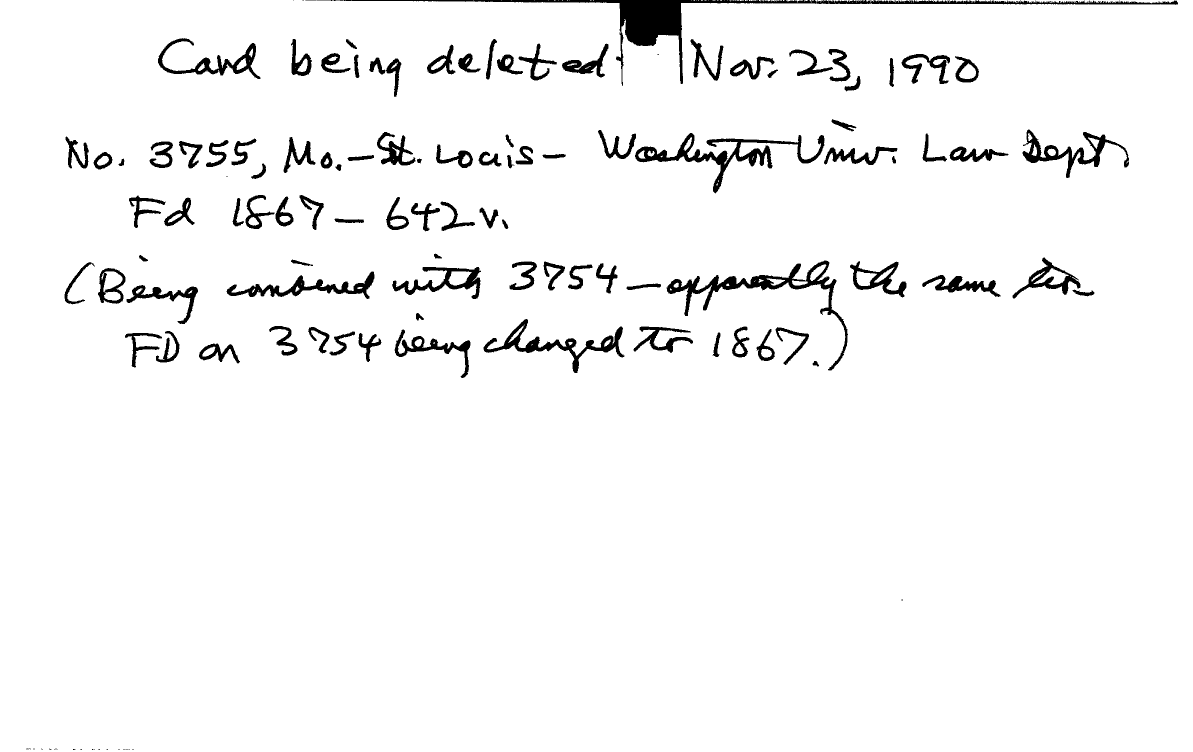 Card being deleted. Nov. 23, 1990
No. 3755, Mo.—St. Louis— Washington Univ. Law Dept.
Fd 1867 — 642 v.
(Being combined with 3754 — apparently the same lib.
FD on 3754 being changed to 1867.)